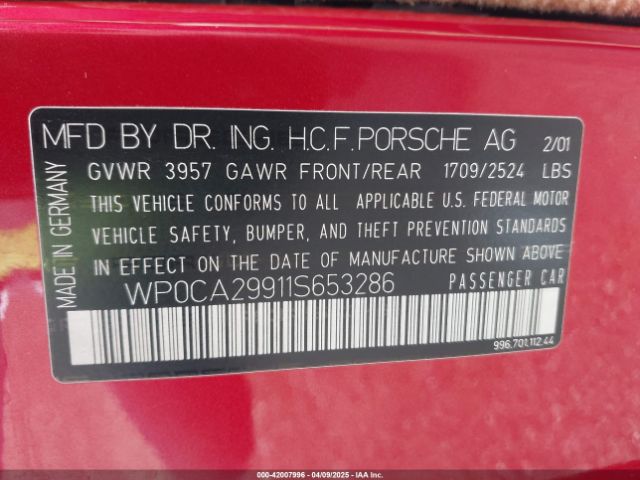 MFD BY DR. ING. H.C.F. PORSCHE AG 2/01
GVWR 3957 GAWR FRONT/REAR 1709/2524 LBS
THIS VEHICLE CONFORMS TO ALL APPLICABLE U.S. FEDERAL MOTOR
VEHICLE SAFETY, BUMPER, AND THEFT PREVENTION STANDARDS
IN EFFECT ON THE DATE OF MANUFACTURE SHOWN ABOVE
WP0CA29911S653286 PASSENGER CAR
MADE IN GERMANY
996.701.112.44
000-42007996 04/09/2025 IAA Inc.